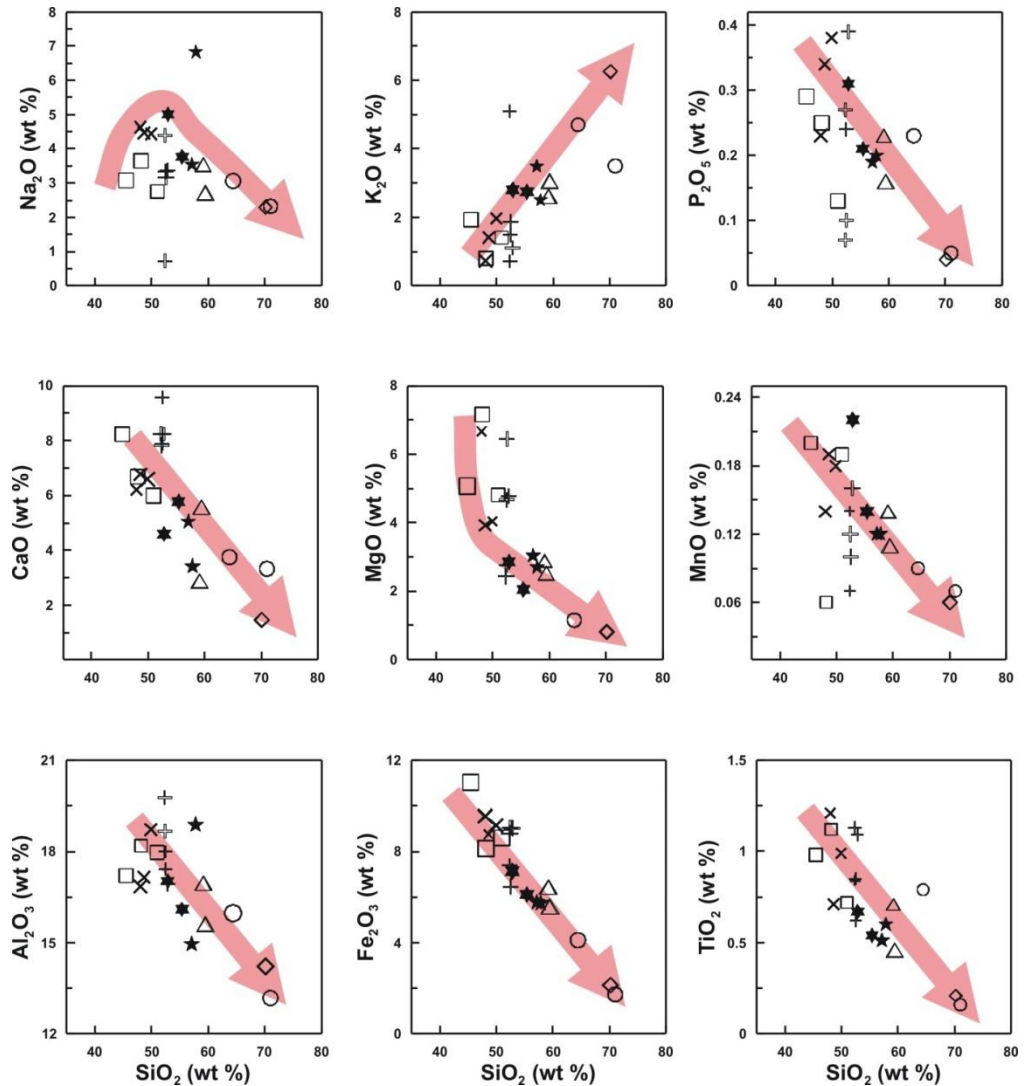 8
7
6
5
4
3
2
1
0
Na2O (wt %)
40 50 60 70 80
8
6
4
2
0
K2O (wt %)
40 50 60 70 80
0.4
0.3
0.2
0.1
0
P2O5 (wt %)
40 50 60 70 80
10
8
6
4
2
CaO (wt %)
40 50 60 70 80
8
6
4
2
0
MgO (wt %)
40 50 60 70 80
0.24
0.18
0.12
0.06
MnO (wt %)
40 50 60 70 80
21
18
15
12
Al2O3 (wt %)
40 50 60 70 80
SiO2 (wt %)
12
8
4
0
Fe2O3 (wt %)
40 50 60 70 80
SiO2 (wt %)
1.5
1
0.5
0
TiO2 (wt %)
40 50 60 70 80
SiO2 (wt %)